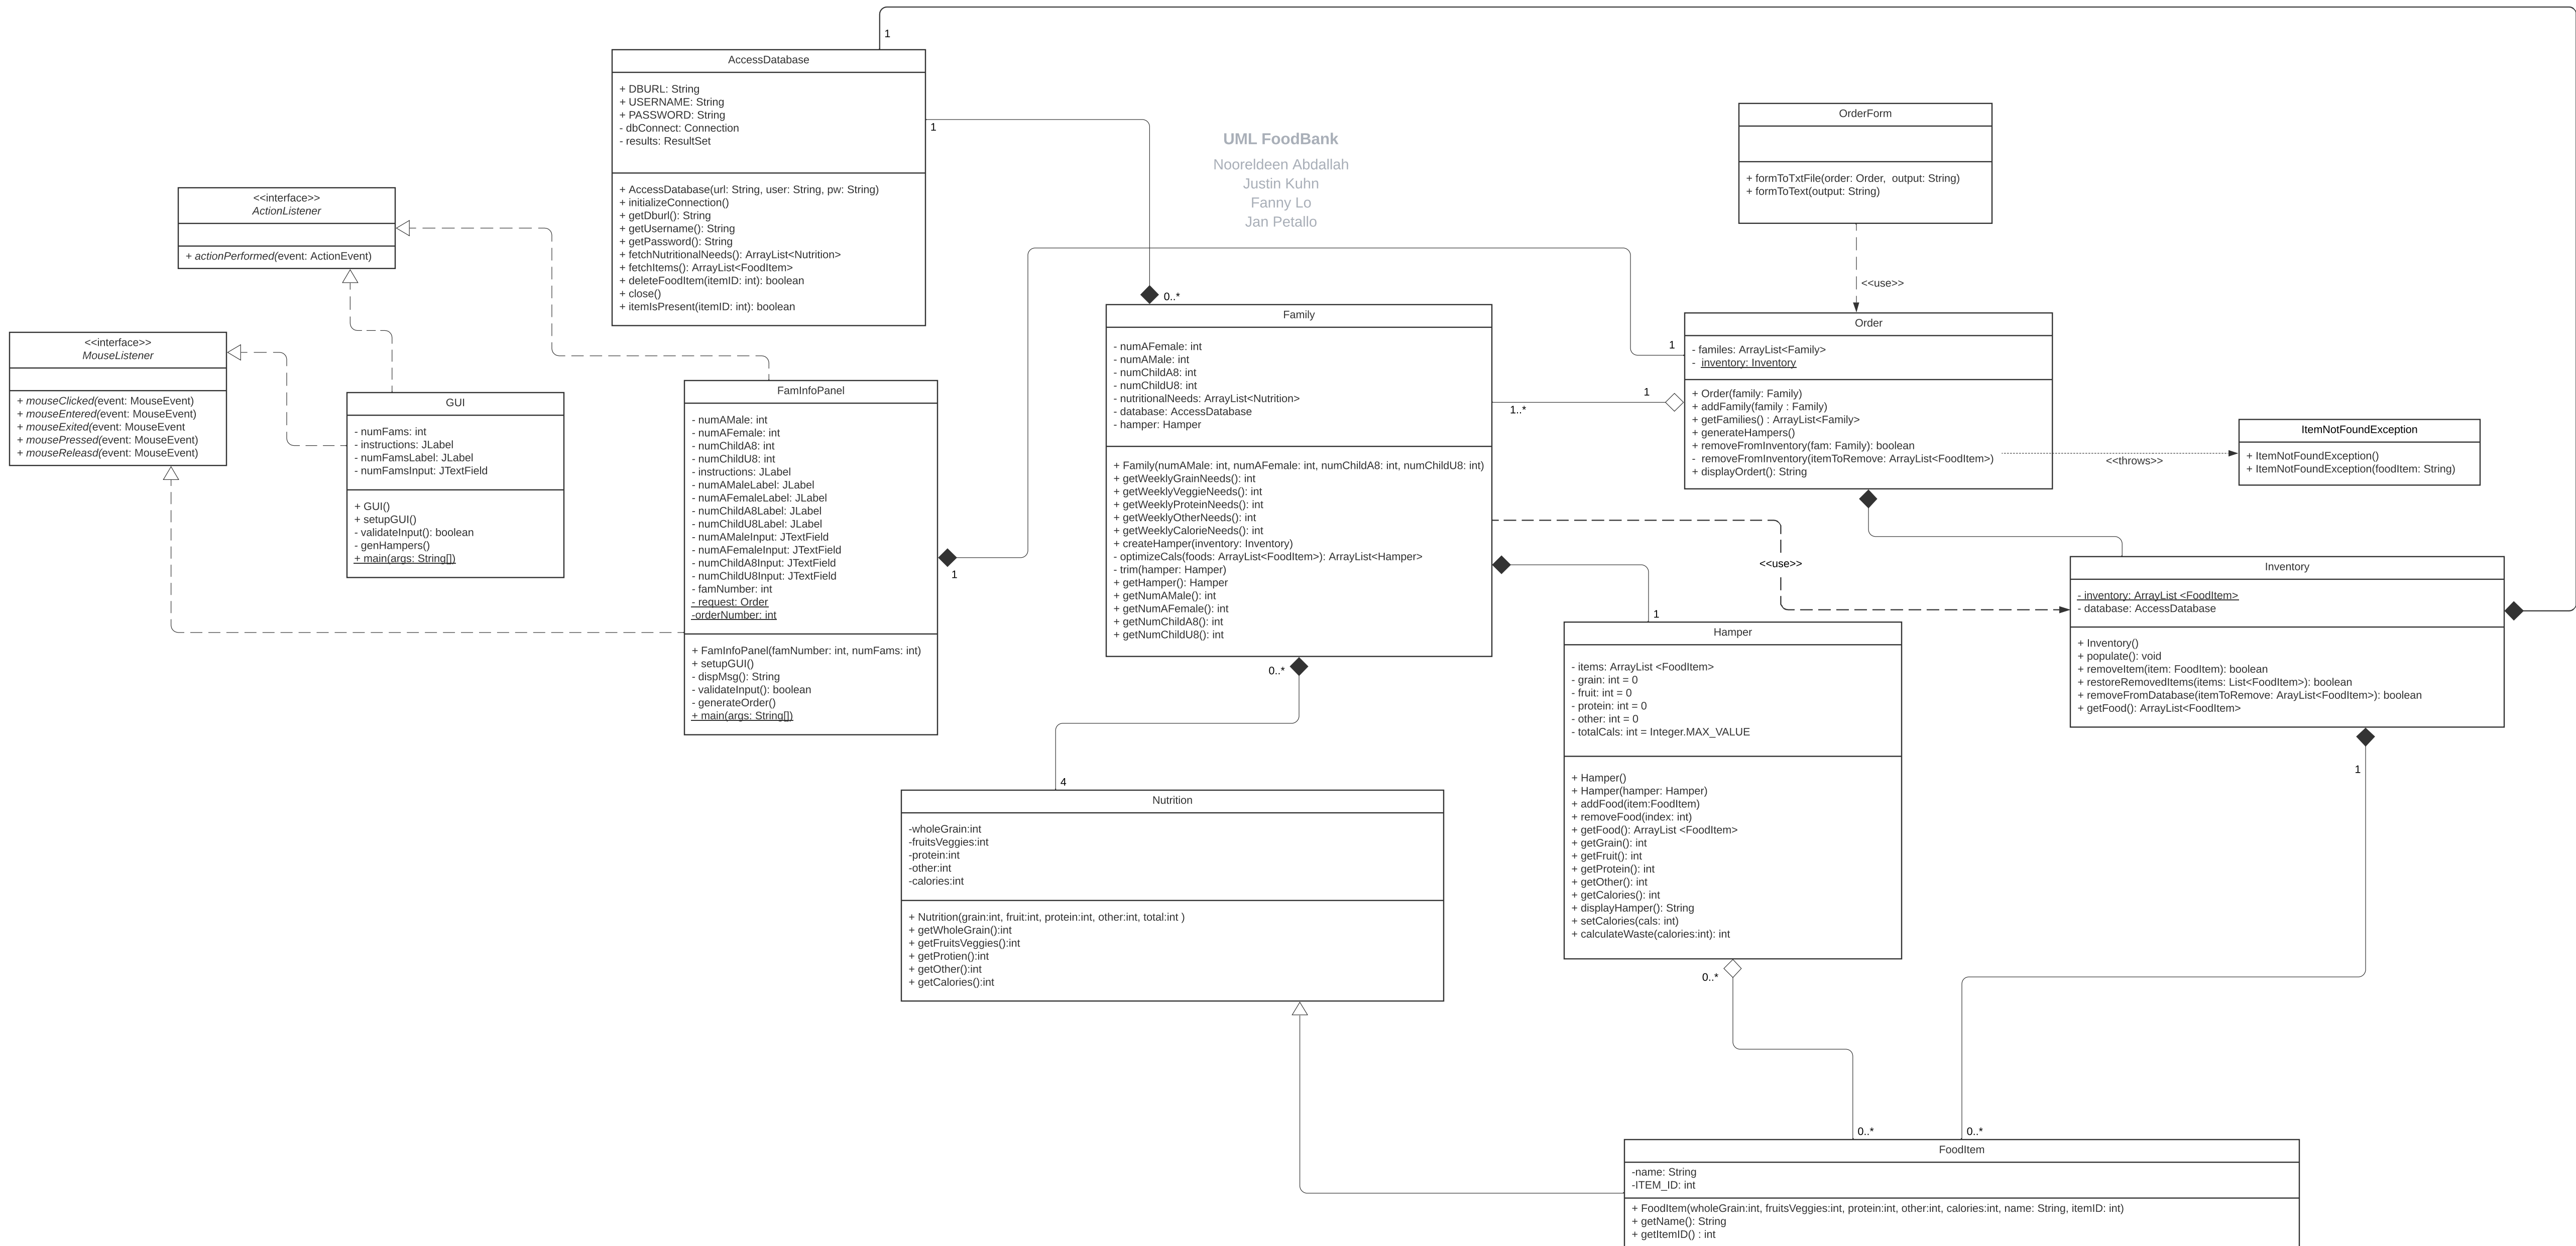 1
AccessDatabase
+ DBURL: String
+ USERNAME: String
+ PASSWORD: String
- dbConnect: Connection
- results: ResultSet
+ AccessDatabase(url: String, user: String, pw: String)
+ initializeConnection()
+ getDburl(): String
+ getUsername(): String
+ getPassword(): String
+ fetchNutritionalNeeds(): ArrayList<Nutrition>
+ fetchItems(): ArrayList<FoodItem>
+ deleteFoodItem(itemID: int): boolean
+ close()
+ itemIsPresent(itemID: int): boolean
1
UML FoodBank
Nooreldeen Abdallah
Justin Kuhn
Fanny Lo
Jan Petallo
OrderForm
+ formToTxtFile(order: Order,  output: String)
+ formToText(output: String)
<<use>>
<<interface>>
ActionListener
+ actionPerformed(event: ActionEvent)
<<interface>>
MouseListener
+ mouseClicked(event: MouseEvent)
+ mouseEntered(event: MouseEvent)
+ mouseExited(event: MouseEvent
+ mousePressed(event: MouseEvent)
+ mouseReleasd(event: MouseEvent)
GUI
- numFams: int
- instructions: JLabel
- numFamsLabel: JLabel
- numFamsInput: JTextField
+ GUI()
+ setupGUI()
- validateInput(): boolean
- genHampers()
+ main(args: String[])
FamInfoPanel
- numAMale: int
- numAFemale: int
- numChildA8: int
- numChildU8: int
- instructions: JLabel
- numAMaleLabel: JLabel
- numAFemaleLabel: JLabel
- numChildA8Label: JLabel
- numChildU8Label: JLabel
- numAMaleInput: JTextField
- numAFemaleInput: JTextField
- numChildA8Input: JTextField
- numChildU8Input: JTextField
- famNumber: int
- request: Order
-orderNumber: int
+ FamInfoPanel(famNumber: int, numFams: int)
+ setupGUI()
- dispMsg(): String
- validateInput(): boolean
- generateOrder()
+ main(args: String[])
1
0..*
Family
- numAFemale: int
- numAMale: int
- numChildA8: int
- numChildU8: int
- nutritionalNeeds: ArrayList<Nutrition>
- database: AccessDatabase
- hamper: Hamper
+ Family(numAMale: int, numAFemale: int, numChildA8: int, numChildU8: int)
+ getWeeklyGrainNeeds(): int
+ getWeeklyVeggieNeeds(): int
+ getWeeklyProteinNeeds(): int
+ getWeeklyOtherNeeds(): int
+ getWeeklyCalorieNeeds(): int
+ createHamper(inventory: Inventory)
- optimizeCals(foods: ArrayList<FoodItem>): ArrayList<Hamper>
- trim(hamper: Hamper)
+ getHamper(): Hamper
+ getNumAMale(): int
+ getNumAFemale(): int
+ getNumChildA8(): int
+ getNumChildU8(): int
0..*
1
1
1..*
Order
- familes: ArrayList<Family>
-  inventory: Inventory
+ Order(family: Family)
+ addFamily(family : Family)
+ getFamilies() : ArrayList<Family>
+ generateHampers()
+ removeFromInventory(fam: Family): boolean
-  removeFromInventory(itemToRemove: ArrayList<FoodItem>)
+ displayOrdert(): String
<<throws>>
ItemNotFoundException
+ ItemNotFoundException()
+ ItemNotFoundException(foodItem: String)
<<use>>
Inventory
- inventory: ArrayList <FoodItem>
- database: AccessDatabase
+ Inventory()
+ populate(): void
+ removeItem(item: FoodItem): boolean
+ restoreRemovedItems(items: List<FoodItem>): boolean
+ removeFromDatabase(itemToRemove: ArayList<FoodItem>): boolean
+ getFood(): ArrayList<FoodItem>
1
1
Hamper
- items: ArrayList <FoodItem>
- grain: int = 0
- fruit: int = 0
- protein: int = 0
- other: int = 0
- totalCals: int = Integer.MAX_VALUE
+ Hamper()
+ Hamper(hamper: Hamper)
+ addFood(item:FoodItem)
+ removeFood(index: int)
+ getFood(): ArrayList <FoodItem>
+ getGrain(): int
+ getFruit(): int
+ getProtein(): int
+ getOther(): int
+ getCalories(): int
+ displayHamper(): String
+ setCalories(cals: int)
+ calculateWaste(calories:int): int
0..*
4
Nutrition
-wholeGrain:int
-fruitsVeggies:int
-protein:int
-other:int
-calories:int
+ Nutrition(grain:int, fruit:int, protein:int, other:int, total:int )
+ getWholeGrain():int
+ getFruitsVeggies():int
+ getProtien():int
+ getOther():int
+ getCalories():int
0..*
0..*
FoodItem
-name: String
-ITEM_ID: int
+ FoodItem(wholeGrain:int, fruitsVeggies:int, protein:int, other:int, calories:int, name: String, itemID: int)
+ getName(): String
+ getItemID() : int